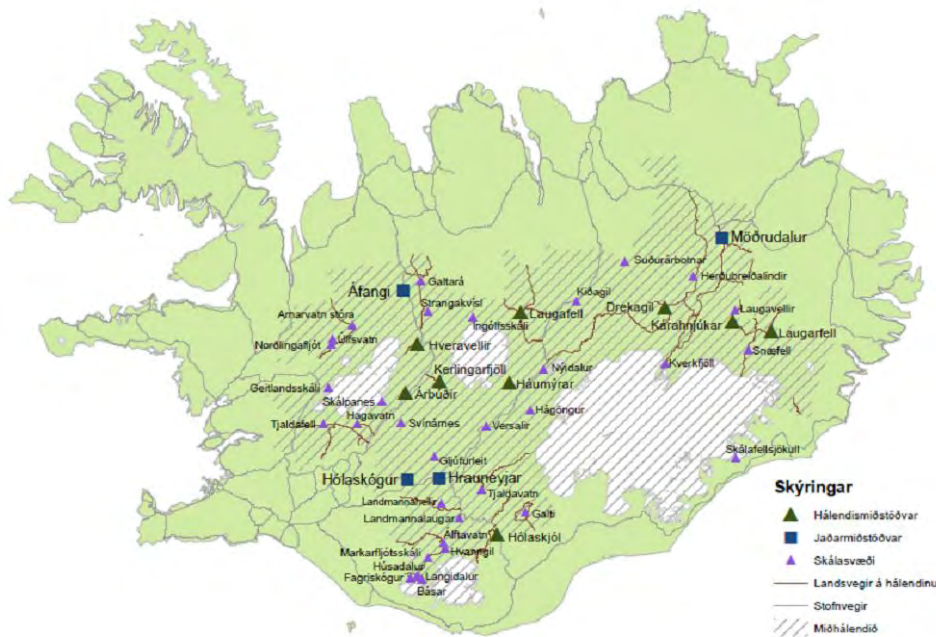 Möðrudalur
Suðurárbotnar
Herðubreiðalindir
Galtará
Áfangi
Kiðagil
Strangakvísl
Drekagil
Laugavellir
Arnarvatn stóra
Laugafell
Ingólfsskáli
Karahnjúkar
Laugarfell
Úlfsvatn
Norðlingafljót
Hveravellir
Snæfell
Kverkfjöll
Nýidalur
Kerlingarfjöll
Háumýrar
Geitlandsskáli
Árbúðir
Skálpanes
Hágöngur
Hagavatn
Tjaldafell
Svínárnes
Versalir
Skálafellsjökull
Gljúfurleit
Hólaskógur
Hrauneyjar
Tjaldavatn
Landmannahellir
Landmannalaugar
Galti
Álftavatn
Hólaskjól
Markarfljótsskáli
Hvanngil
Húsadalur
Fagriskógur
Langidalur
Básar
Skýringar
Hálendismiðstöðvar
Jaðarmiðstöðvar
Skálasvæði
Landsvegir á hálendinu
Stofnvegir
Miðhálendið